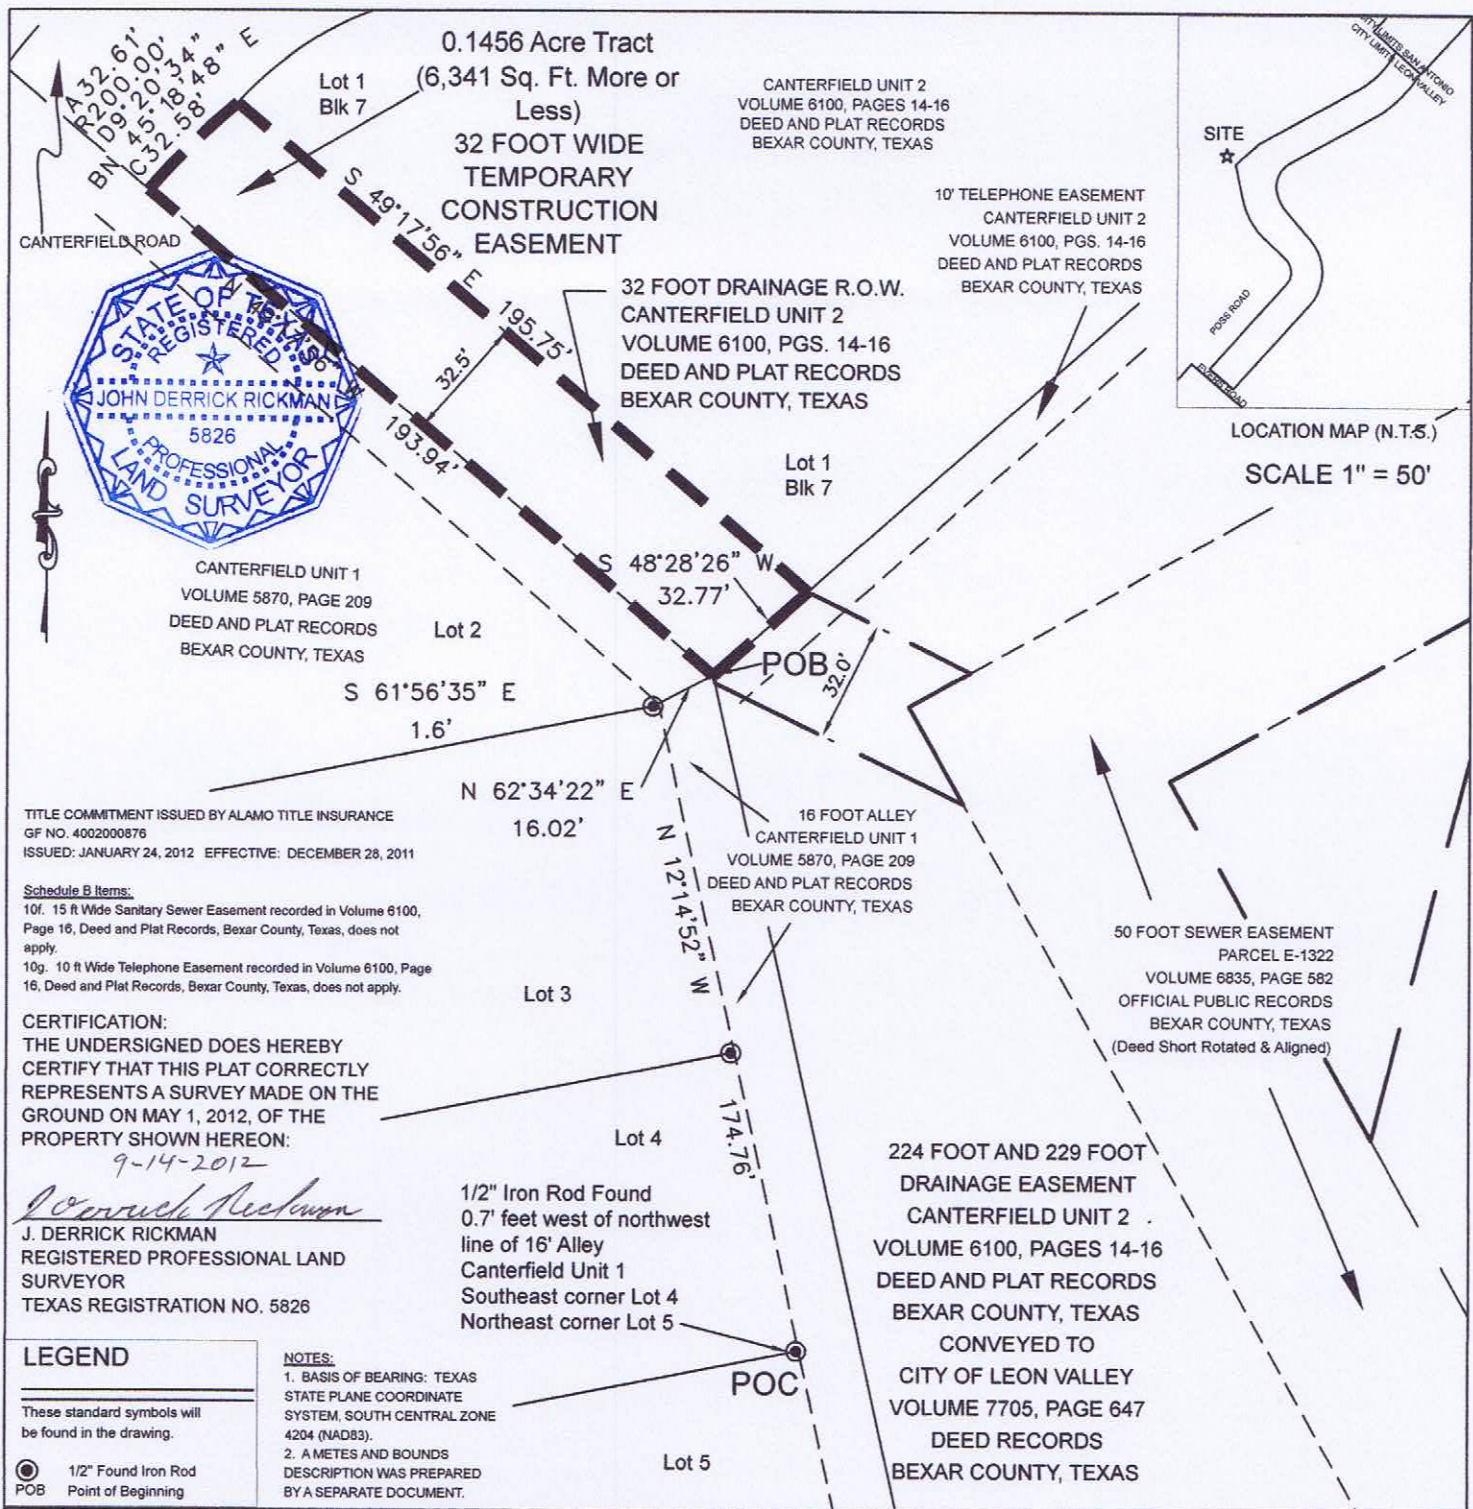 A 32.61'
R200.00'
D9°20'34"
BN 45°18'48" E
C32.58'
Lot 1
Blk 7
0.1456 Acre Tract
(6,341 Sq. Ft. More or
Less)
32 FOOT WIDE
TEMPORARY
CONSTRUCTION
EASEMENT
CANTERFIELD UNIT 2
VOLUME 6100, PAGES 14-16
DEED AND PLAT RECORDS
BEXAR COUNTY, TEXAS
CITY LIMITS SAN ANTONIO
CITY LIMITS LEON VALLEY
SITE
POSS ROAD
EVERS ROAD
LOCATION MAP (N.T.S.)
SCALE 1" = 50'
10' TELEPHONE EASEMENT
CANTERFIELD UNIT 2
VOLUME 6100, PGS. 14-16
DEED AND PLAT RECORDS
BEXAR COUNTY, TEXAS
CANTERFIELD ROAD
S 49°17'56" E
195.75'
32.5'
32 FOOT DRAINAGE R.O.W.
CANTERFIELD UNIT 2
VOLUME 6100, PGS. 14-16
DEED AND PLAT RECORDS
BEXAR COUNTY, TEXAS
STATE OF TEXAS
REGISTERED
JOHN DERRICK RICKMAN
5826
PROFESSIONAL
LAND SURVEYOR
N 49°17'56" W
193.94'
Lot 1
Blk 7
CANTERFIELD UNIT 1
VOLUME 5870, PAGE 209
DEED AND PLAT RECORDS
BEXAR COUNTY, TEXAS
Lot 2
S 48°28'26" W
32.77'
POB
32.0'
S 61°56'35" E
1.6'
N 62°34'22" E
16.02'
TITLE COMMITMENT ISSUED BY ALAMO TITLE INSURANCE
GF NO. 4002000876
ISSUED: JANUARY 24, 2012 EFFECTIVE: DECEMBER 28, 2011
Schedule B Items:
10f. 15 ft Wide Sanitary Sewer Easement recorded in Volume 6100,
Page 16, Deed and Plat Records, Bexar County, Texas, does not
apply.
10g. 10 ft Wide Telephone Easement recorded in Volume 6100, Page
16, Deed and Plat Records, Bexar County, Texas, does not apply.
16 FOOT ALLEY
CANTERFIELD UNIT 1
VOLUME 5870, PAGE 209
DEED AND PLAT RECORDS
BEXAR COUNTY, TEXAS
N 12°14'52" W
174.76'
50 FOOT SEWER EASEMENT
PARCEL E-1322
VOLUME 6835, PAGE 582
OFFICIAL PUBLIC RECORDS
BEXAR COUNTY, TEXAS
(Deed Short Rotated & Aligned)
Lot 3
CERTIFICATION:
THE UNDERSIGNED DOES HEREBY
CERTIFY THAT THIS PLAT CORRECTLY
REPRESENTS A SURVEY MADE ON THE
GROUND ON MAY 1, 2012, OF THE
PROPERTY SHOWN HEREON:
9-14-2012
J Derrick Rickman
J. DERRICK RICKMAN
REGISTERED PROFESSIONAL LAND
SURVEYOR
TEXAS REGISTRATION NO. 5826
Lot 4
1/2" Iron Rod Found
0.7' feet west of northwest
line of 16' Alley
Canterfield Unit 1
Southeast corner Lot 4
Northeast corner Lot 5
POC
Lot 5
224 FOOT AND 229 FOOT
DRAINAGE EASEMENT
CANTERFIELD UNIT 2
VOLUME 6100, PAGES 14-16
DEED AND PLAT RECORDS
BEXAR COUNTY, TEXAS
CONVEYED TO
CITY OF LEON VALLEY
VOLUME 7705, PAGE 647
DEED RECORDS
BEXAR COUNTY, TEXAS
LEGEND
These standard symbols will
be found in the drawing.
1/2" Found Iron Rod
POB Point of Beginning
NOTES:
1. BASIS OF BEARING: TEXAS
STATE PLANE COORDINATE
SYSTEM, SOUTH CENTRAL ZONE
4204 (NAD83).
2. A METES AND BOUNDS
DESCRIPTION WAS PREPARED
BY A SEPARATE DOCUMENT.